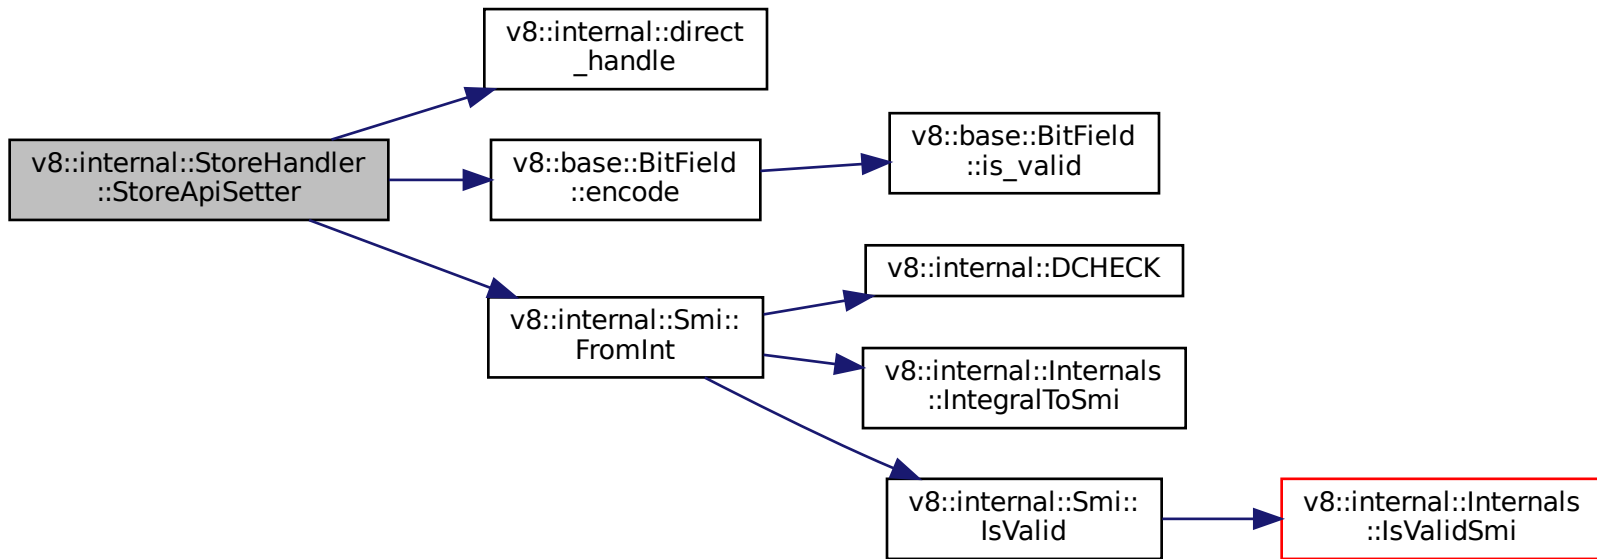 v8::internal::StoreHandler
::StoreApiSetter
v8::internal::direct
_handle
v8::base::BitField
::encode
v8::base::BitField
::is_valid
v8::internal::Smi::
FromInt
v8::internal::DCHECK
v8::internal::Internals
::IntegralToSmi
v8::internal::Smi::
IsValid
v8::internal::Internals
::IsValidSmi